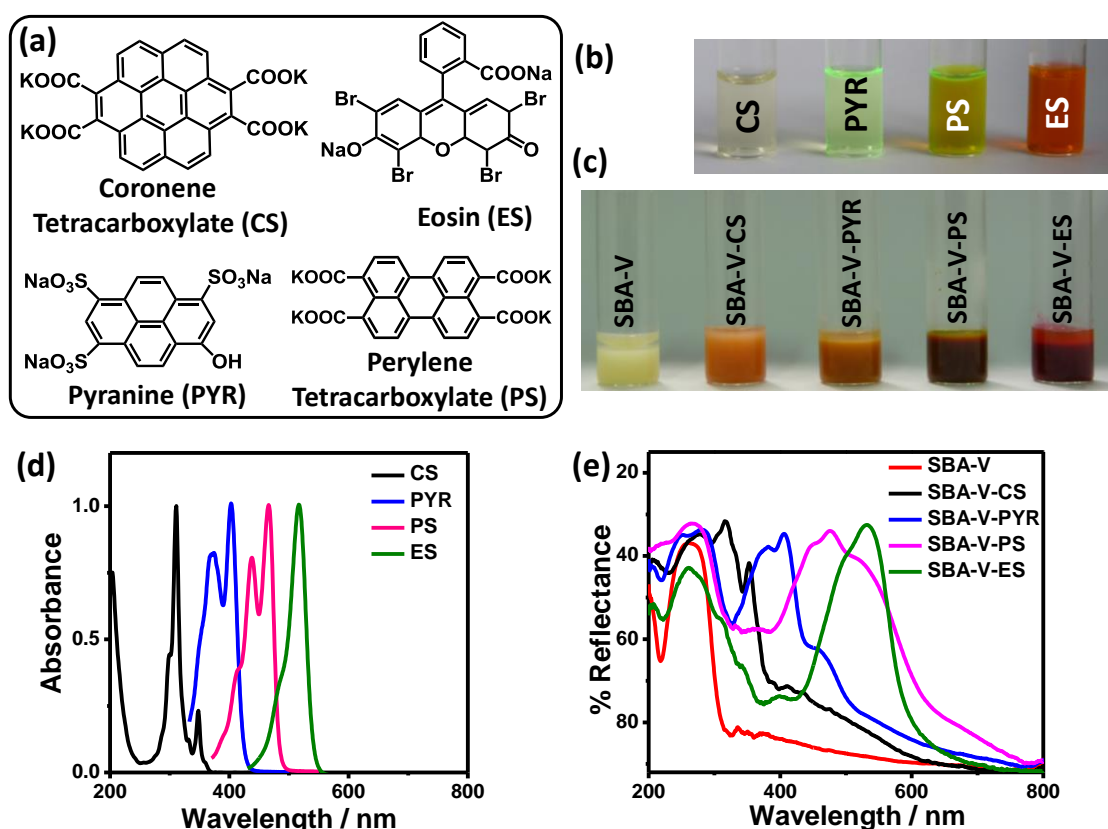 (a)
KOOC
COOK
KOOC
COOK
Coronene
Tetracarboxylate (CS)
COONa
Br
Br
NaO
O
O
Br
Br
Eosin (ES)
NaO₃S
SO₃Na
NaO₃S
OH
Pyranine (PYR)
KOOC
COOK
KOOC
COOK
Perylene
Tetracarboxylate (PS)
(b)
CS
PYR
PS
ES
(c)
SBA-V
SBA-V-CS
SBA-V-PYR
SBA-V-PS
SBA-V-ES
(d)
CS
PYR
PS
ES
1.0
0.5
0.0
Absorbance
200 400 600 800
Wavelength / nm
(e)
SBA-V
SBA-V-CS
SBA-V-PYR
SBA-V-PS
SBA-V-ES
20
40
60
80
% Reflectance
200 300 400 500 600 700 800
Wavelength / nm